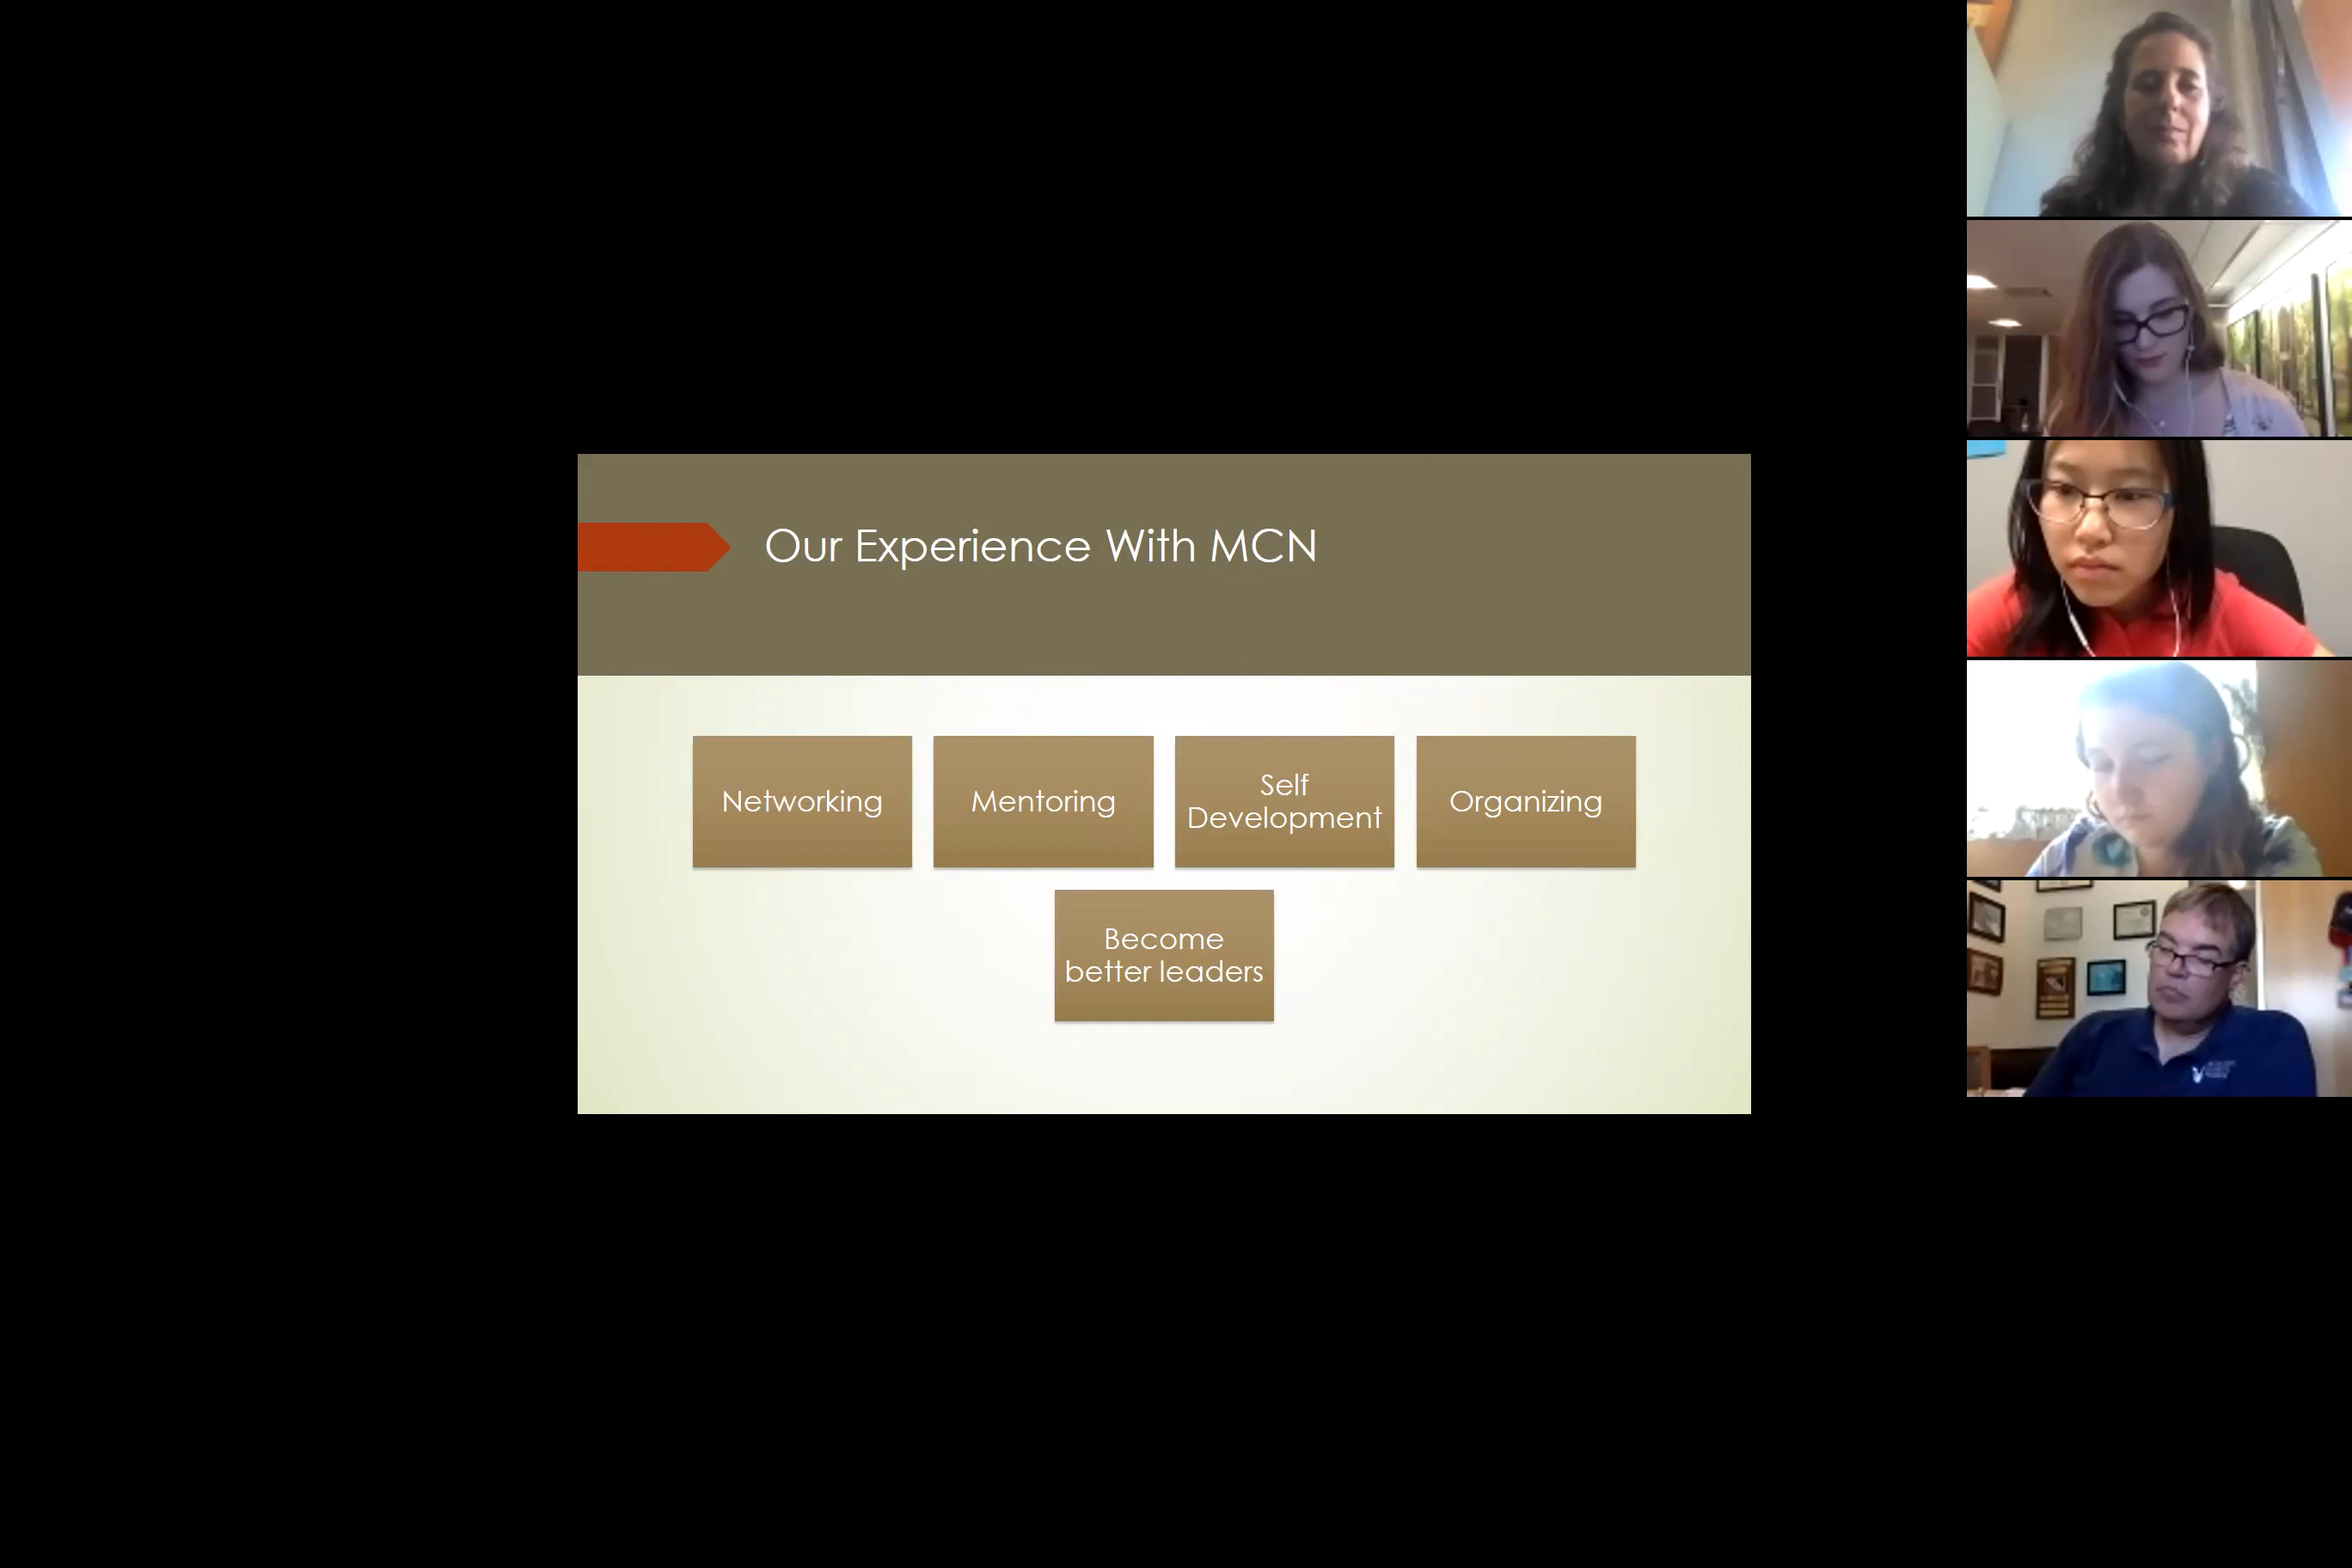 Our Experience With MCN
Networking
Mentoring
Self
Development
Organizing
Become
better leaders